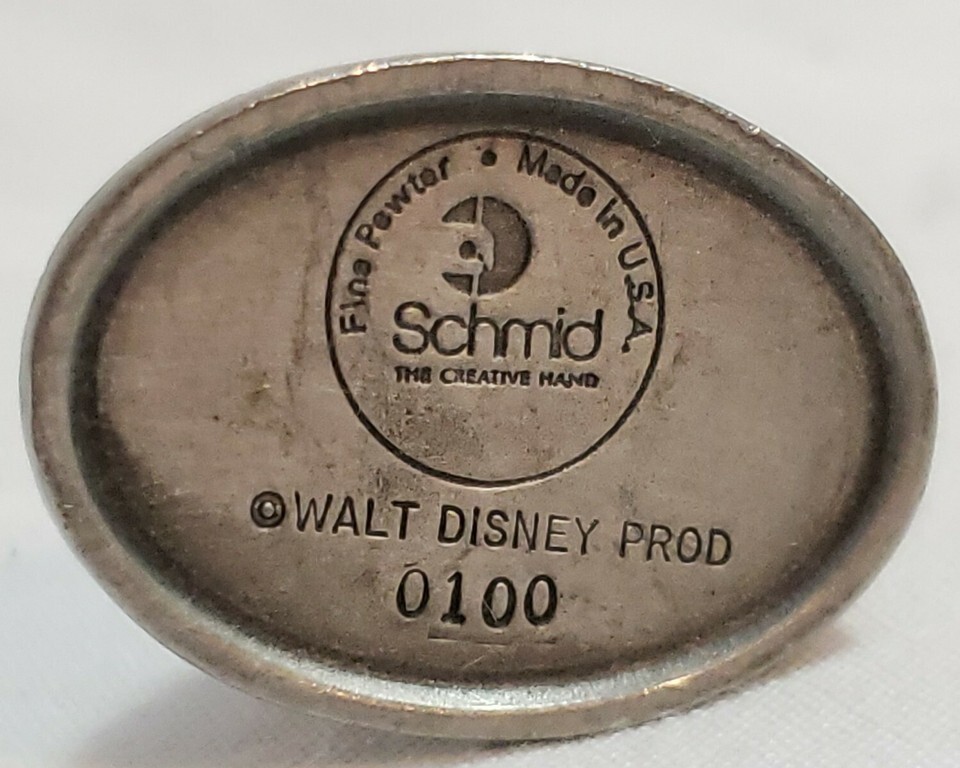 Fine Pewter • Made In U.S.A.
Schmid
THE CREATIVE HAND
©WALT DISNEY PROD
0100